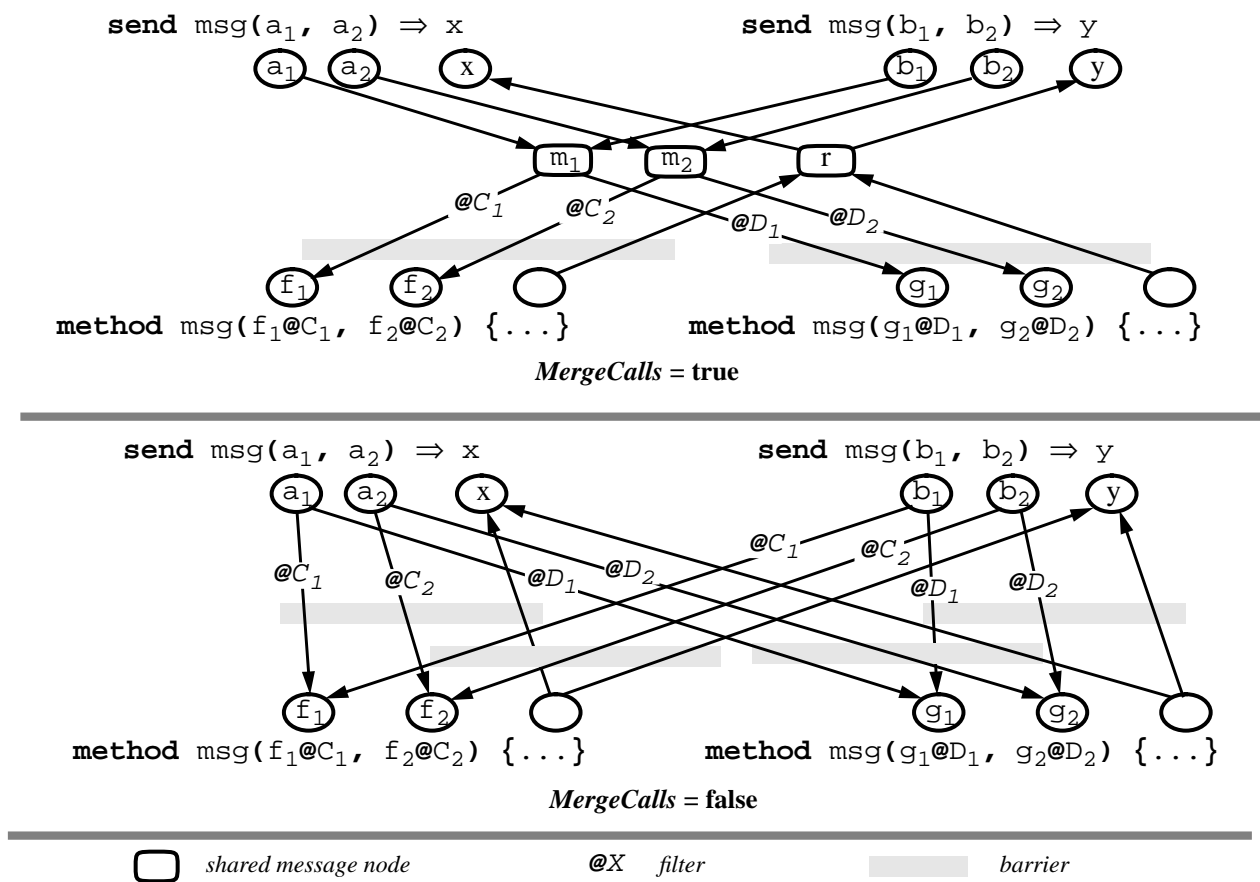 send msg(a₁, a₂) ⇒ x
send msg(b₁, b₂) ⇒ y
a₁ a₂ x b₁ b₂ y
m₁ m₂ r
@C₁ @C₂ @D₁ @D₂
f₁ f₂ g₁ g₂
method msg(f₁@C₁, f₂@C₂) {...}
method msg(g₁@D₁, g₂@D₂) {...}
MergeCalls = true
send msg(a₁, a₂) ⇒ x
send msg(b₁, b₂) ⇒ y
a₁ a₂ x b₁ b₂ y
@C₁ @C₂
@C₁ @C₂ @D₁ @D₂ @D₁ @D₂
f₁ f₂ g₁ g₂
method msg(f₁@C₁, f₂@C₂) {...}
method msg(g₁@D₁, g₂@D₂) {...}
MergeCalls = false
shared message node
@X filter
barrier